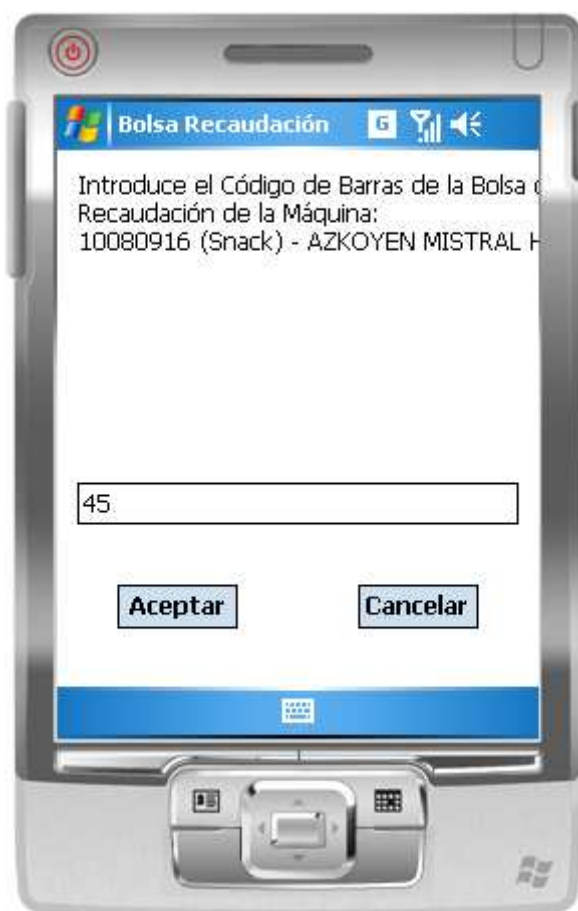 Bolsa Recaudación G
Introduce el Código de Barras de la Bolsa
Recaudación de la Máquina:
10080916 (Snack) - AZKOYEN MISTRAL H
45
Aceptar Cancelar